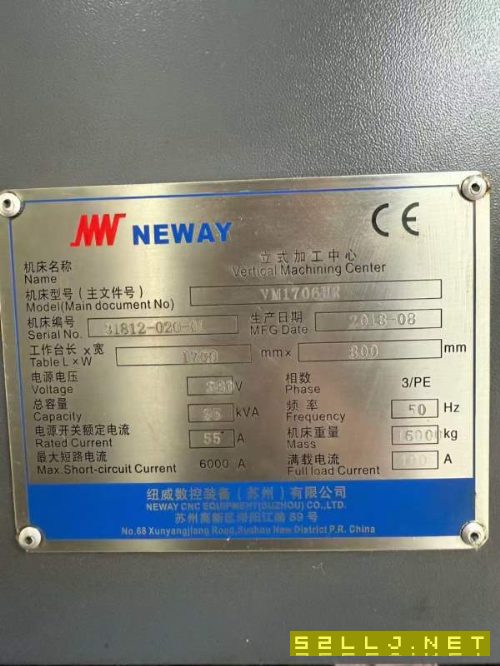 NEWAY CE
机床名称 立式加工中心
Name Vertical Machining Center
机床型号 (主文件号) VM1706HR
Model(Main document No)
机床编号 31812-020- 生产日期 2018-08
Serial No. MFG Date
工作台长 x宽 mm× 800 mm
Table L×W
电源电压 V 相数 3/PE
Voltage Phase
总容量 kVA 频 率 50 Hz
Capacity Frequency
电源开关额定电流 55 A 机床重量 kg
Rated Current Mass
最大短路电流 6000 A 满载电流 A
Max.Short-circuit Current Full load Current
纽威数控装备(苏州)有限公司
NEWAY CNC EQUIPMENT(SUZHOU) CO.,LTD.
苏州高新区浔阳江路 69 号
Xunyangjiang Road,Suzhou New District P.R. China
52LLJ.NET